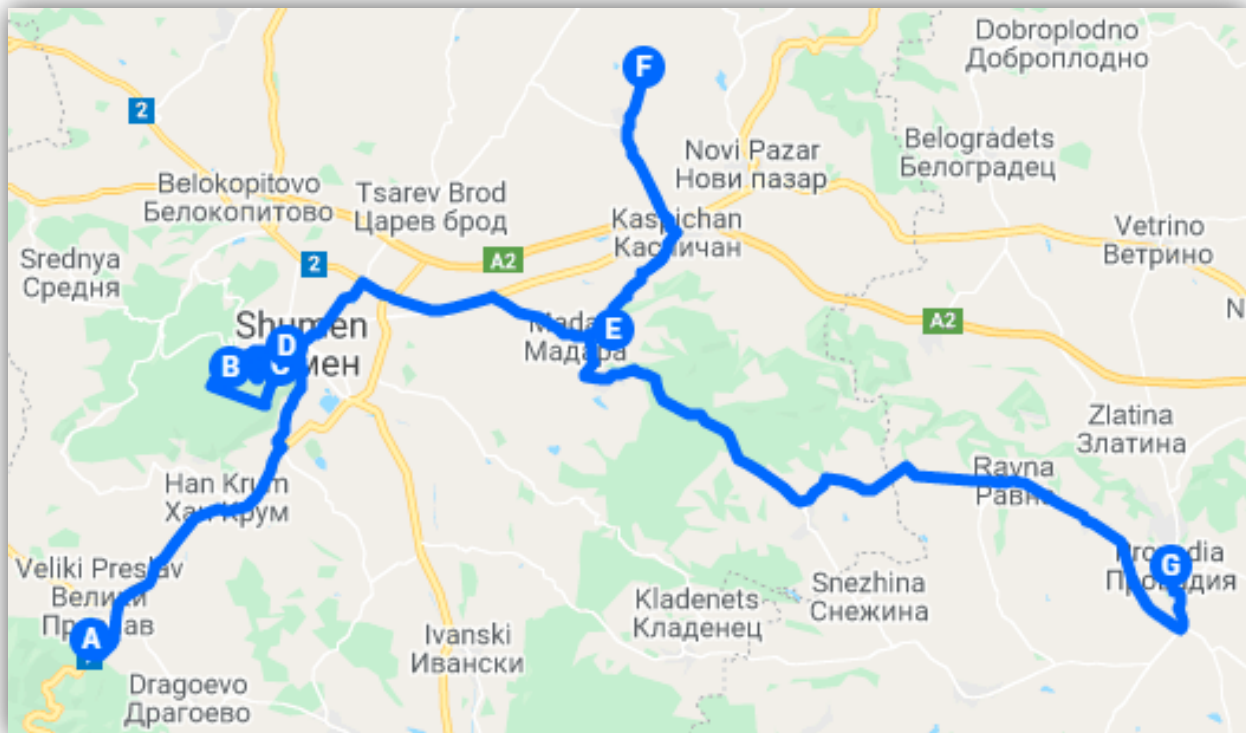 Dobroplodno
Доброплодно
F
2
Novi Pazar
Нови пазар
Belogradets
Белоградец
Belokopitovo
Белокопитово
Tsarev Brod
Царев брод
Kaspichan
Vetrino
Ветрино
Srednya
Средня
2
A2
A2
N
Shumen
D
B
E
Мадара
Zlatina
Златина
Han Krum
Ravna
Veliki Preslav
Велики
G
A
Snezhina
Снежина
Kladenets
Кладенец
Ivanski
Ивански
Dragoevo
Драгоево